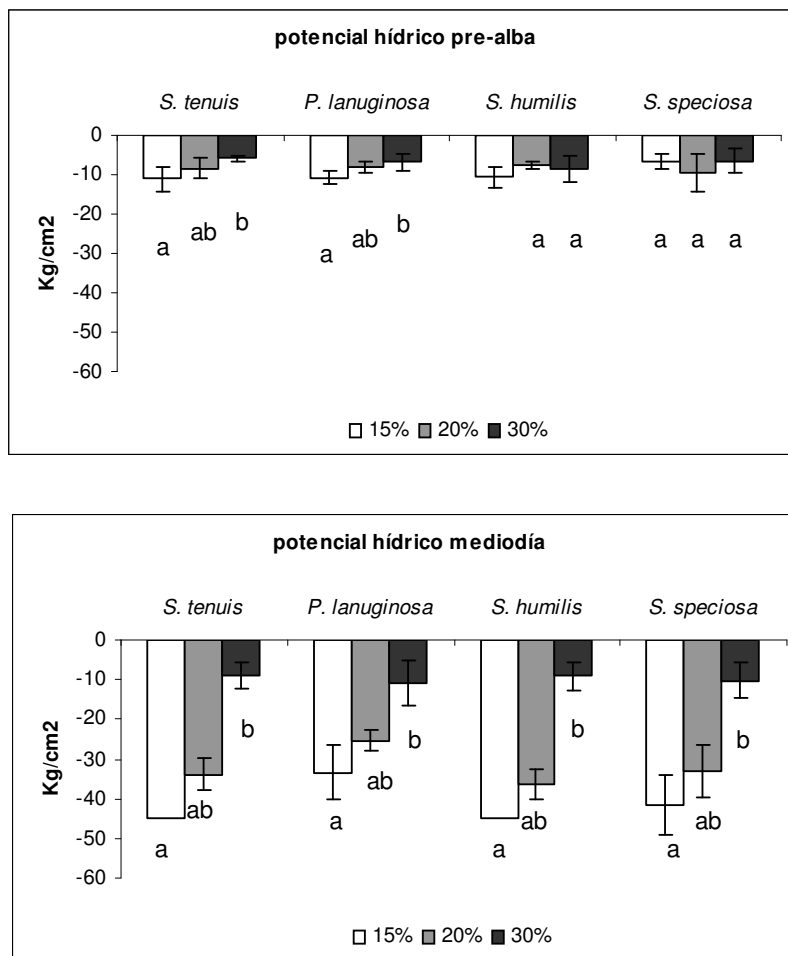 potencial hídrico pre-alba
S. tenuis P. lanuginosa S. humilis S. speciosa
0
-10
-20
-30
-40
-50
-60
Kg/cm2
a ab b a ab b a a a a a
15% 20% 30%
potencial hídrico mediodía
S. tenuis P. lanuginosa S. humilis S. speciosa
0
-10
-20
-30
-40
-50
-60
Kg/cm2
a ab b a ab b a ab b a ab b
15% 20% 30%